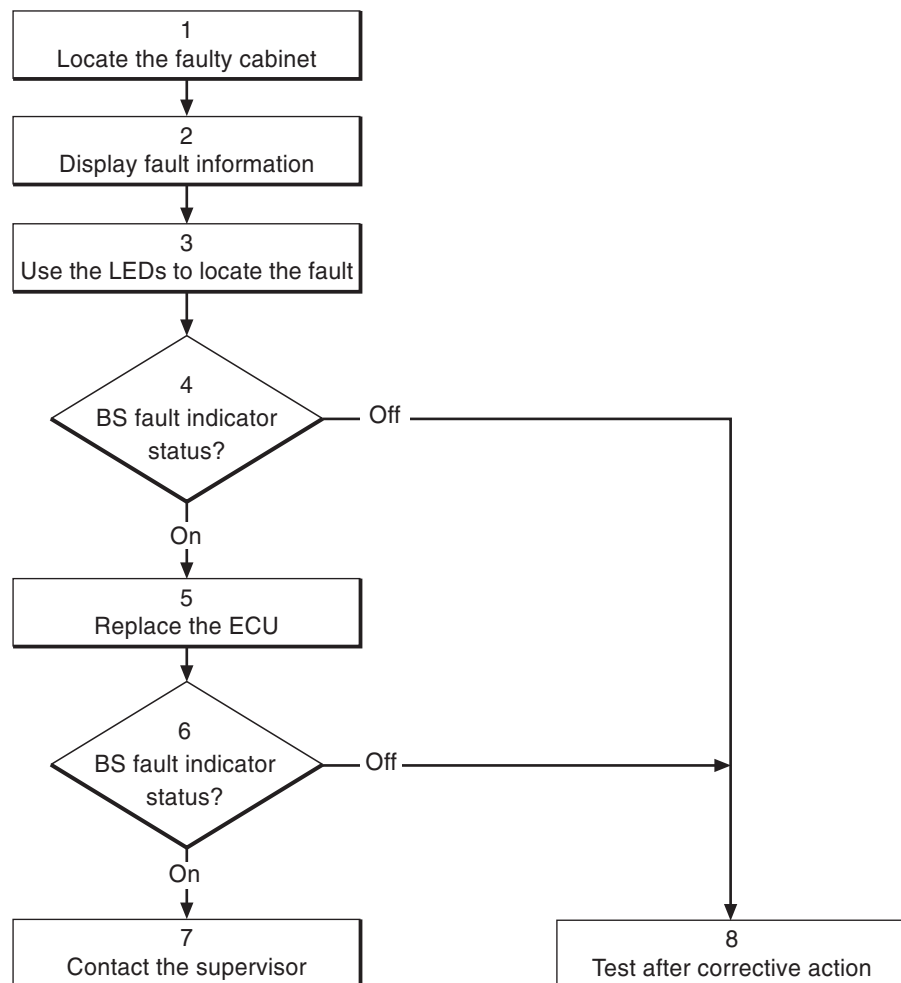 1
Locate the faulty cabinet
2
Display fault information
3
Use the LEDs to locate the fault
4
BS fault indicator
status?
Off
On
5
Replace the ECU
6
BS fault indicator
status?
Off
On
7
Contact the supervisor
8
Test after corrective action